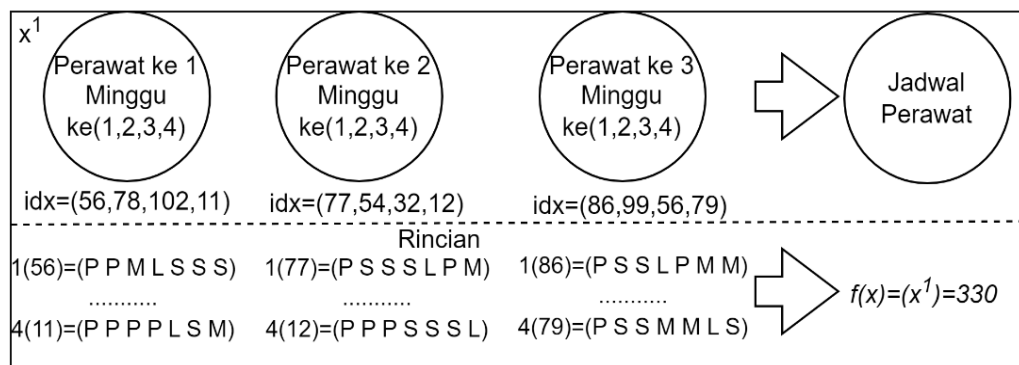 x¹
Perawat ke 1
Minggu
ke(1,2,3,4)
Perawat ke 2
Minggu
ke(1,2,3,4)
Perawat ke 3
Minggu
ke(1,2,3,4)
Jadwal
Perawat
idx=(56,78,102,11)
idx=(77,54,32,12)
idx=(86,99,56,79)
Rincian
1(56)=(P P M L S S S)
...........
4(11)=(P P P P L S M)
1(77)=(P S S S L P M)
...........
4(12)=(P P P S S S L)
1(86)=(P S S L P M M)
...........
4(79)=(P S S M M L S)
f(x)=(x¹)=330